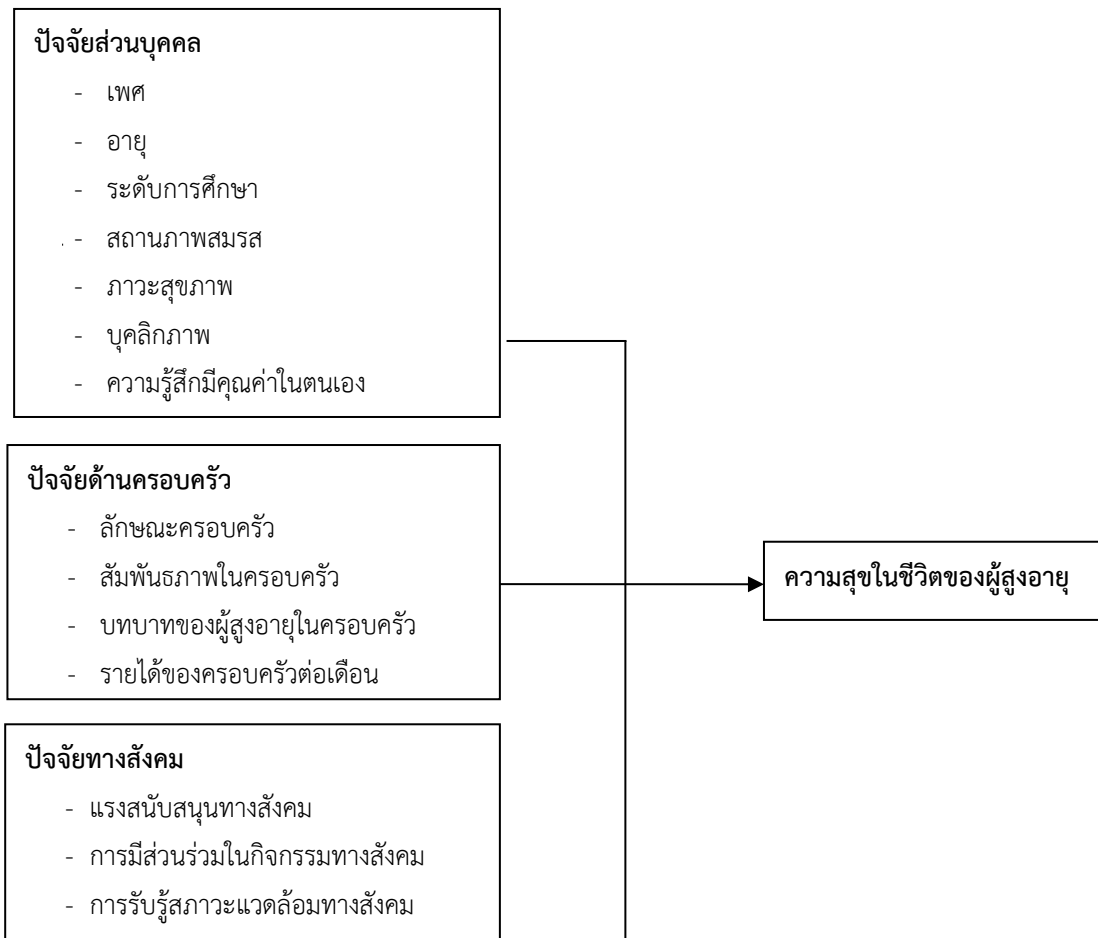 ปัจจัยส่วนบุคคล
- เพศ
- อายุ
- ระดับการศึกษา
. - สถานภาพสมรส
- ภาวะสุขภาพ
- บุคลิกภาพ
- ความรู้สึกมีคุณค่าในตนเอง
ปัจจัยด้านครอบครัว
- ลักษณะครอบครัว
- สัมพันธภาพในครอบครัว
- บทบาทของผู้สูงอายุในครอบครัว
- รายได้ของครอบครัวต่อเดือน
ความสุขในชีวิตของผู้สูงอายุ
ปัจจัยทางสังคม
- แรงสนับสนุนทางสังคม
- การมีส่วนร่วมในกิจกรรมทางสังคม
- การรับรู้สภาวะแวดล้อมทางสังคม